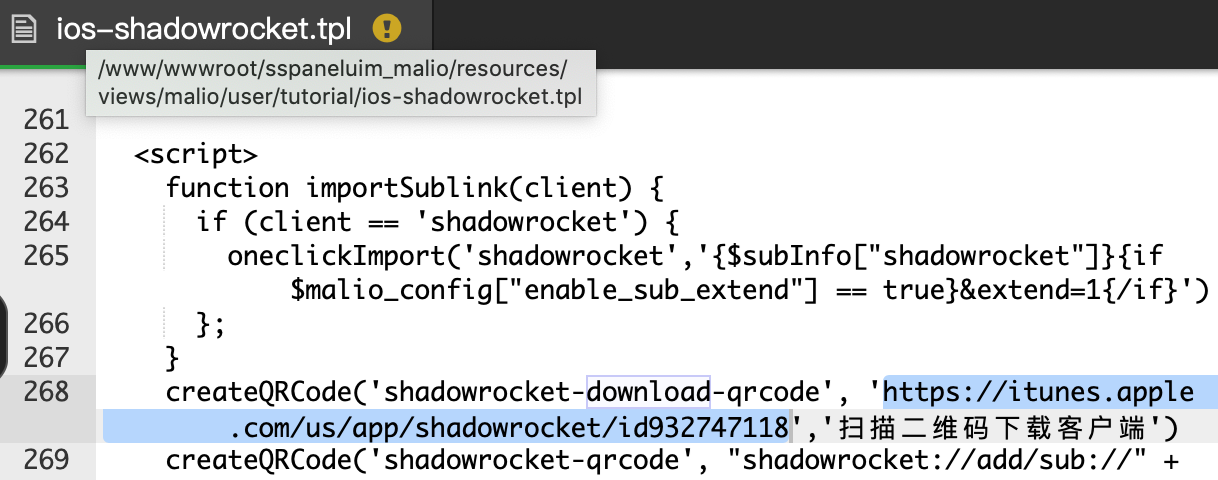 ios-shadowrocket.tpl
/www/wwwroot/sspaneluim_malio/resources/
views/malio/user/tutorial/ios-shadowrocket.tpl
261
262 <script>
263 function importSublink(client) {
264 if (client == 'shadowrocket') {
265 oneclickImport('shadowrocket','{$subInfo["shadowrocket"]}{if
$malio_config["enable_sub_extend"] == true}&extend=1{/if}')
266 };
267 }
268 createQRCode('shadowrocket-download-qrcode', 'https://itunes.apple
.com/us/app/shadowrocket/id932747118','扫描二维码下载客户端')
269 createQRCode('shadowrocket-qrcode', "shadowrocket://add/sub://" +